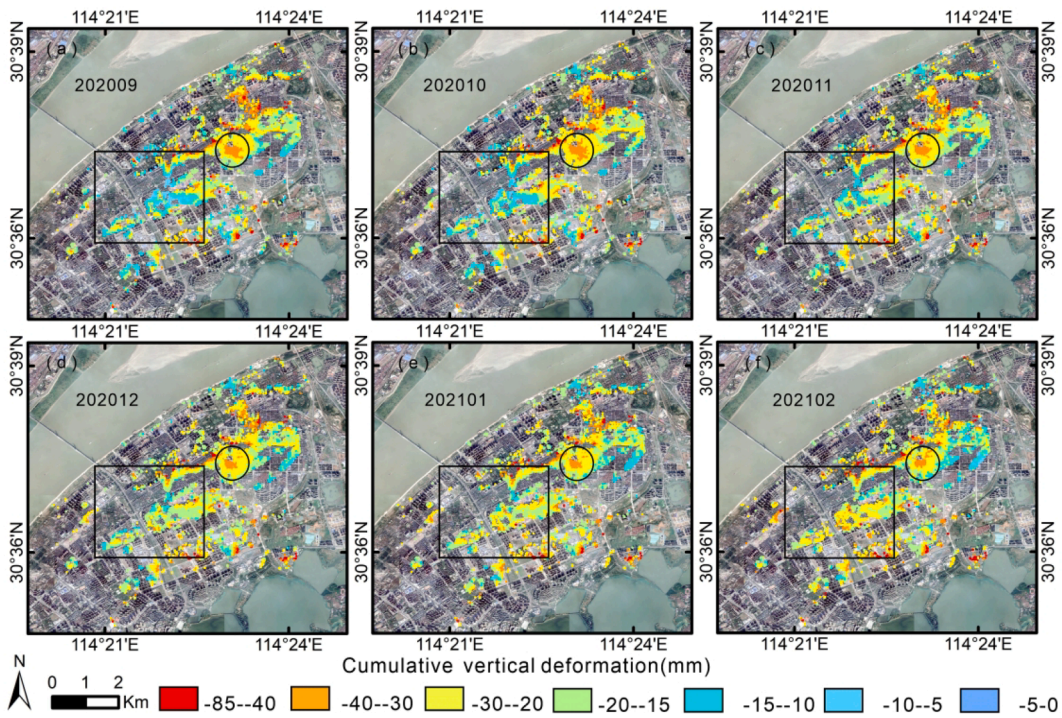 114°21'E 114°24'E 114°21'E 114°24'E 114°21'E 114°24'E
30°39'N (a) 30°39'N (b) 30°39'N (c) 30°39'N
202009 202010 202011
30°36'N 30°36'N 30°36'N 30°36'N
114°21'E 114°24'E 114°21'E 114°24'E 114°21'E 114°24'E
30°39'N (d) 30°39'N (e) 30°39'N (f) 30°39'N
202012 202101 202102
30°36'N 30°36'N 30°36'N 30°36'N
114°21'E 114°24'E 114°21'E 114°24'E 114°21'E 114°24'E
N
Cumulative vertical deformation(mm)
0 1 2
Km -85--40 -40--30 -30--20 -20--15 -15--10 -10--5 -5-0